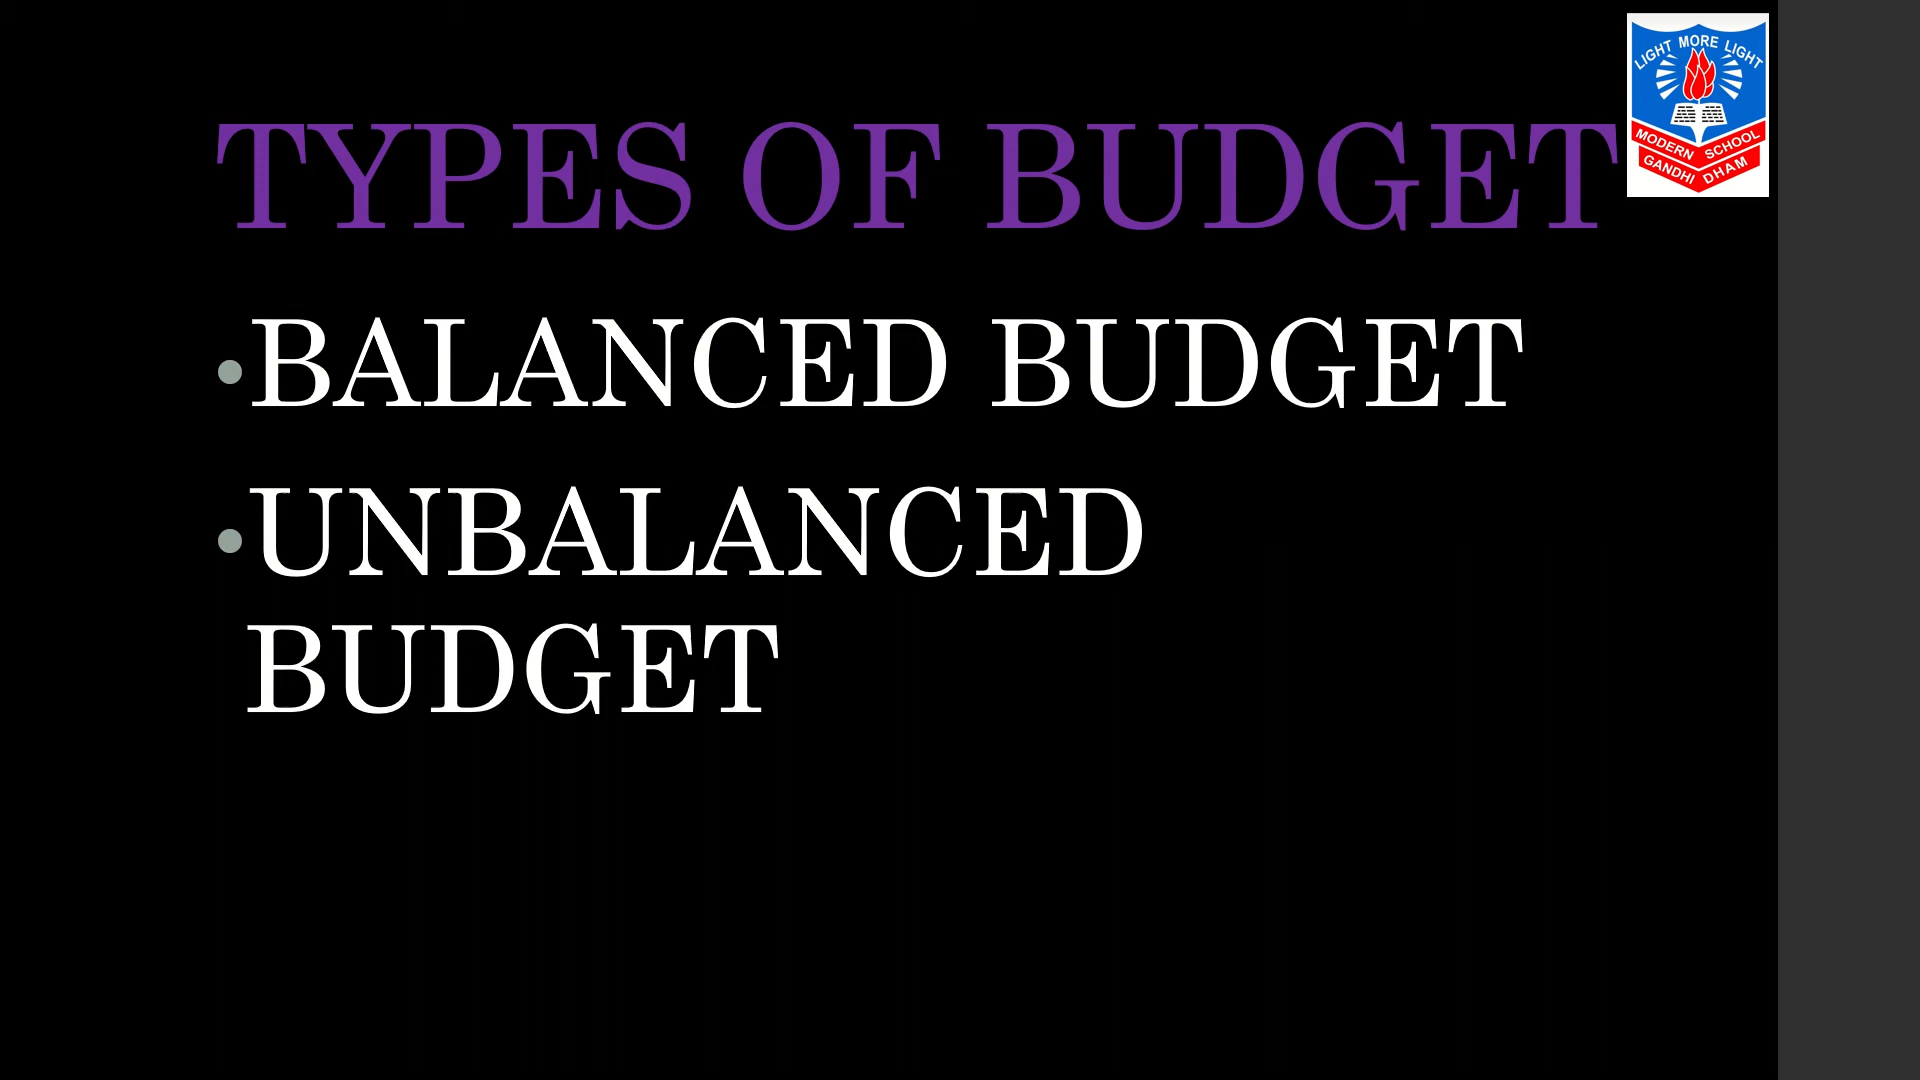 LIGHT MORE LIGHT
MODERN SCHOOL
GANDHI DHAM
TYPES OF BUDGET
•BALANCED BUDGET
•UNBALANCED
BUDGET